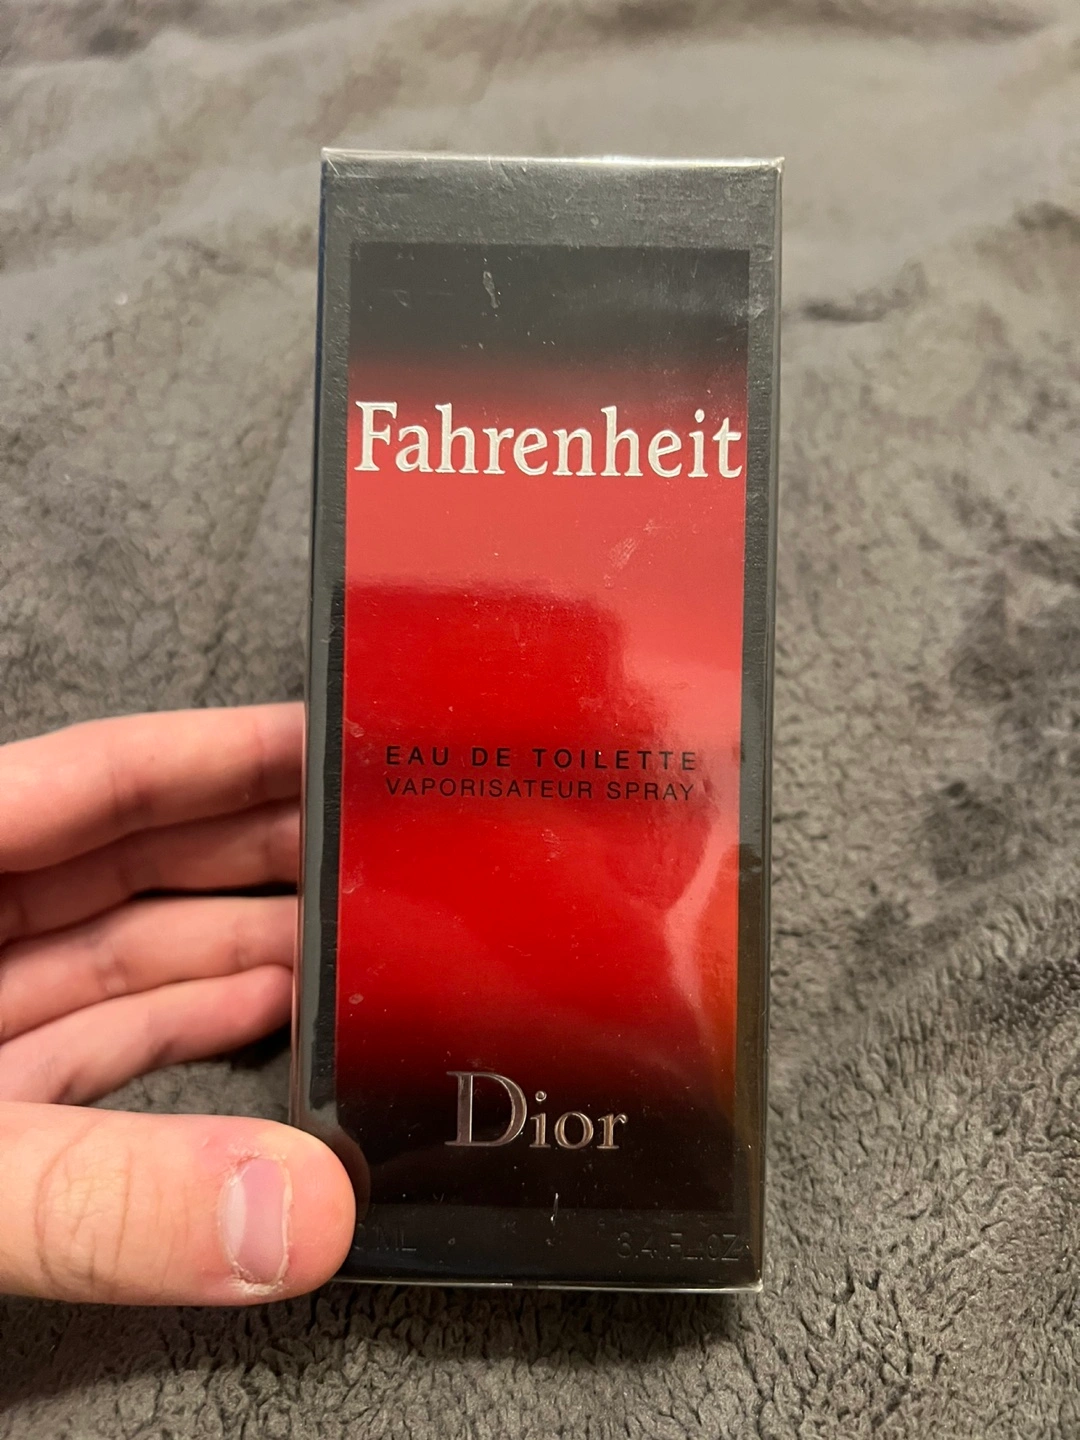 Fahrenheit
EAU DE TOILETTE
VAPORISATEUR SPRAY
Dior
3.4 FL.OZ